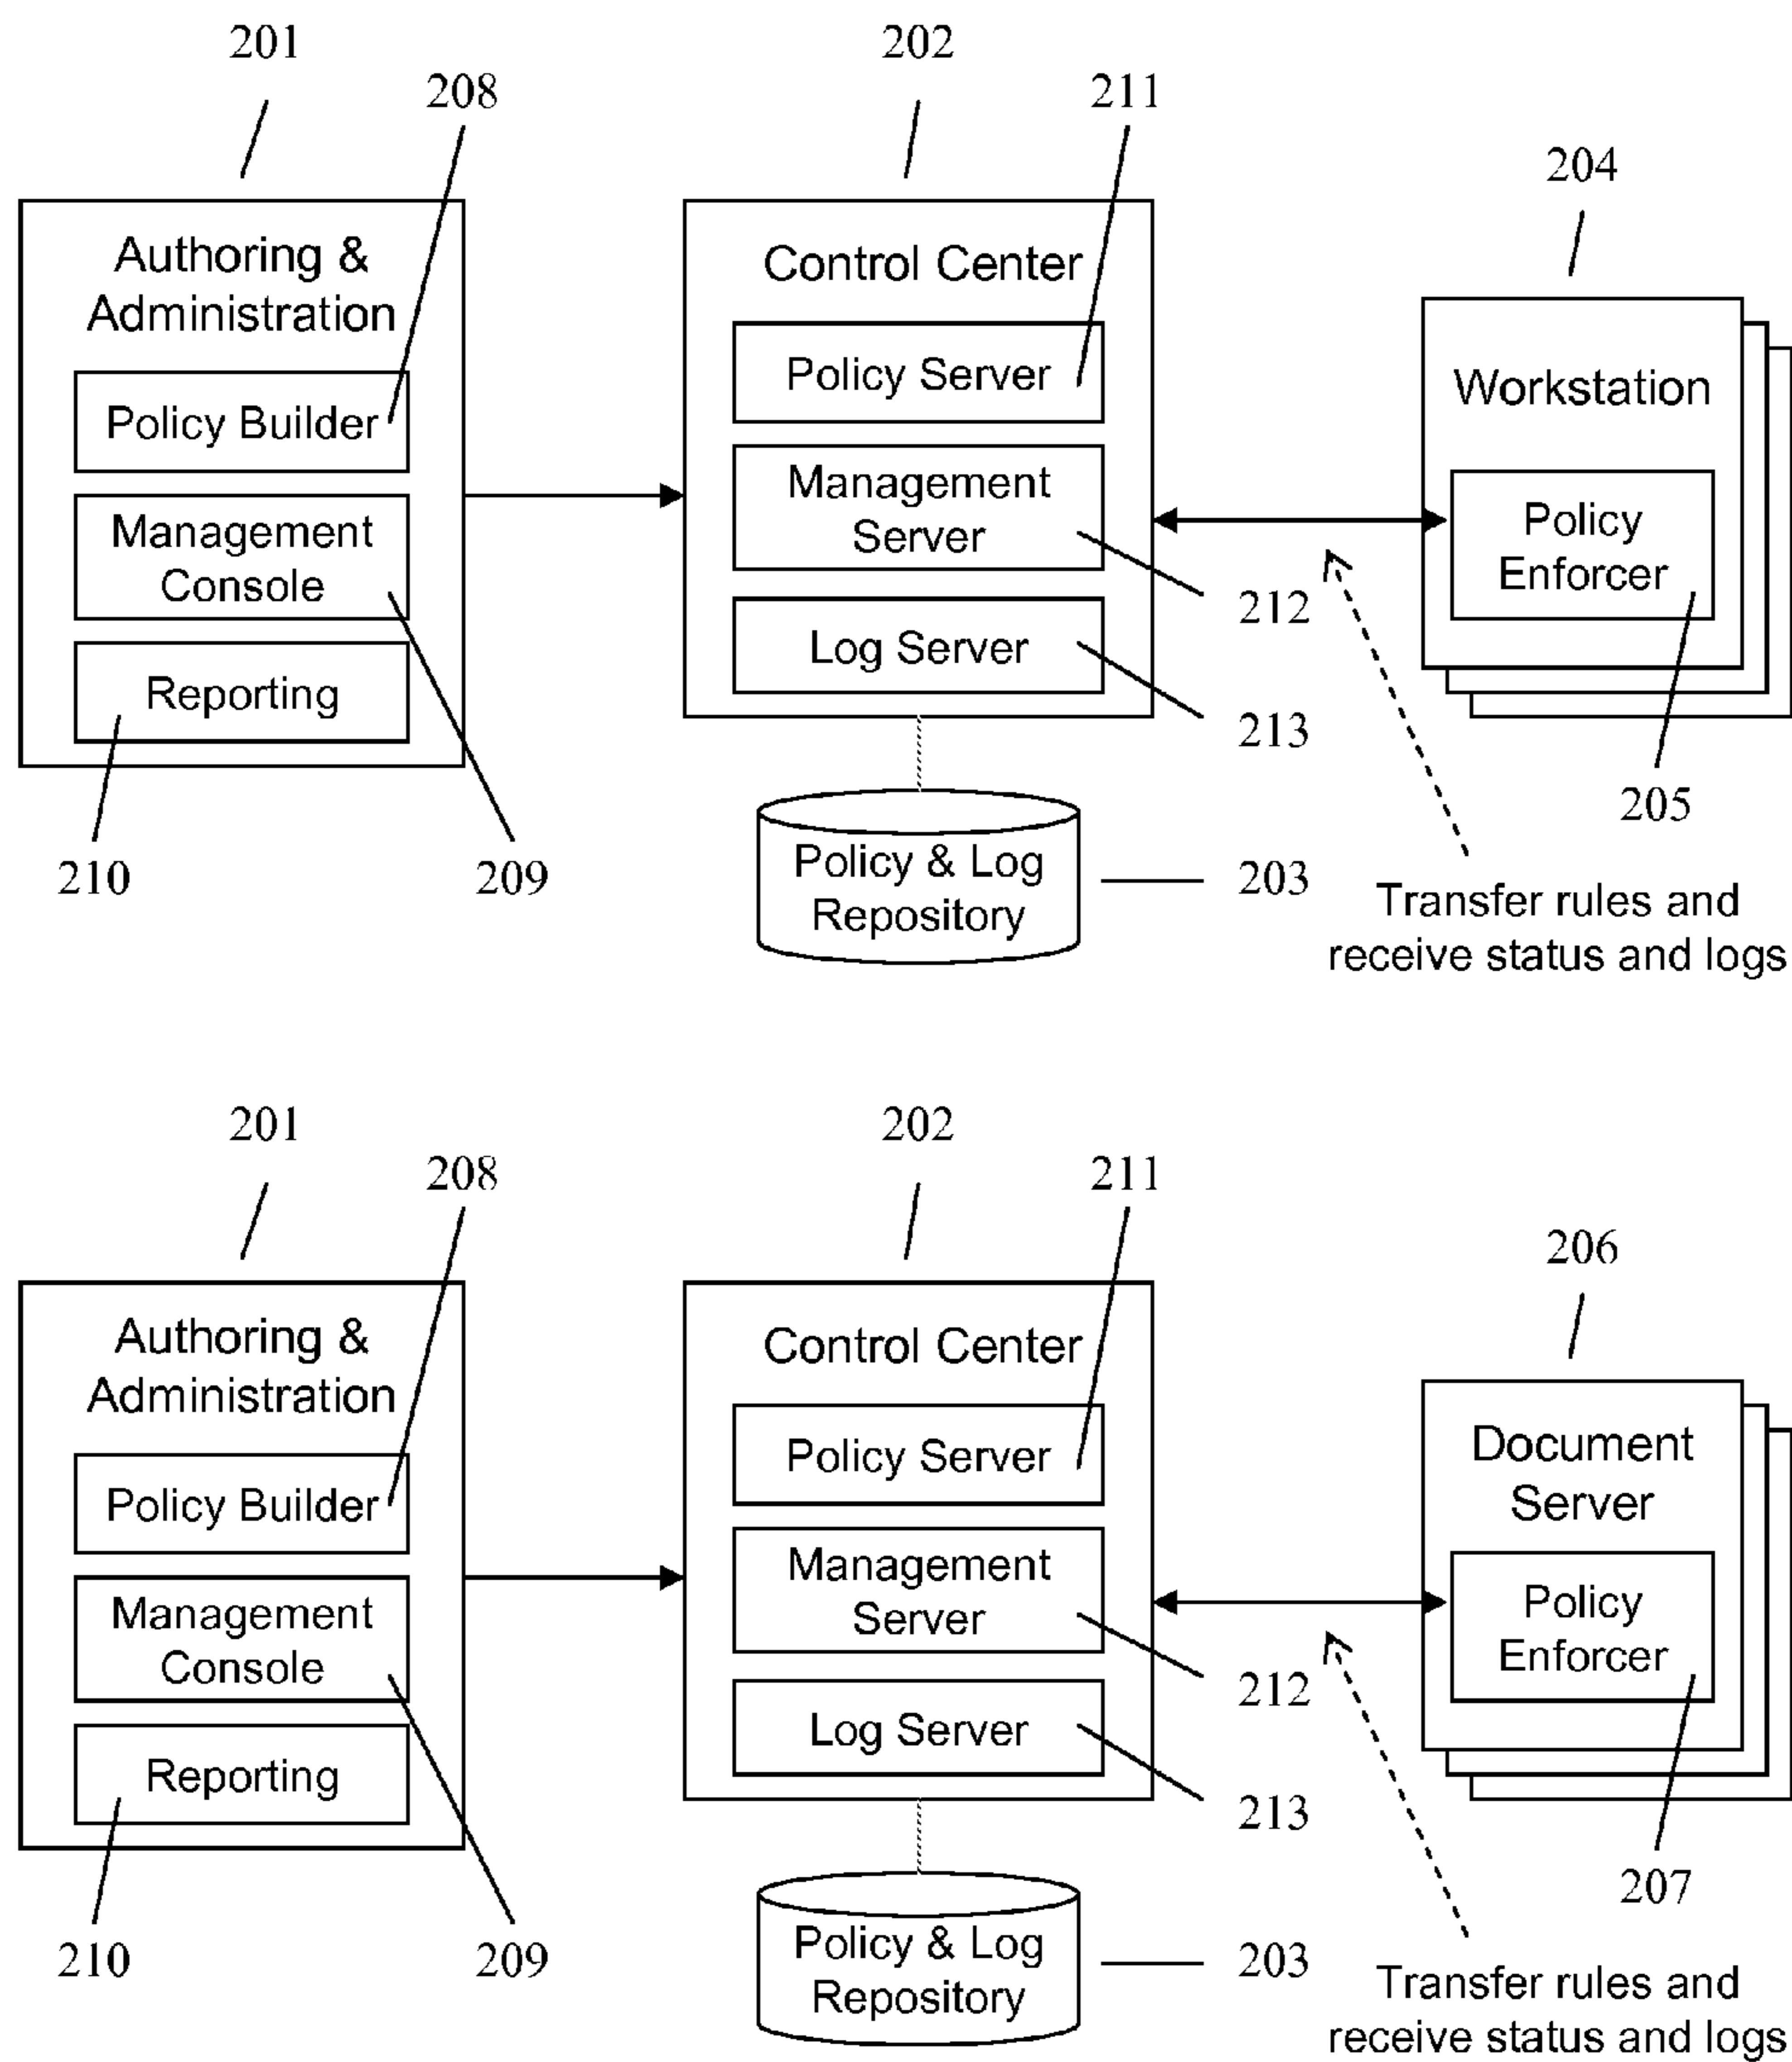 201
202
208
211
204
Authoring &
Administration
Control Center
Policy Builder
Policy Server
Workstation
Management
Console
Management
Server
Policy
Enforcer
212
Reporting
Log Server
213
205
210
209
Policy & Log
Repository
203
Transfer rules and
receive status and logs
201
202
208
211
206
Authoring &
Administration
Control Center
Policy Builder
Policy Server
Document
Server
Management
Console
Management
Server
Policy
Enforcer
212
Reporting
Log Server
213
207
210
209
Policy & Log
Repository
203
Transfer rules and
receive status and logs